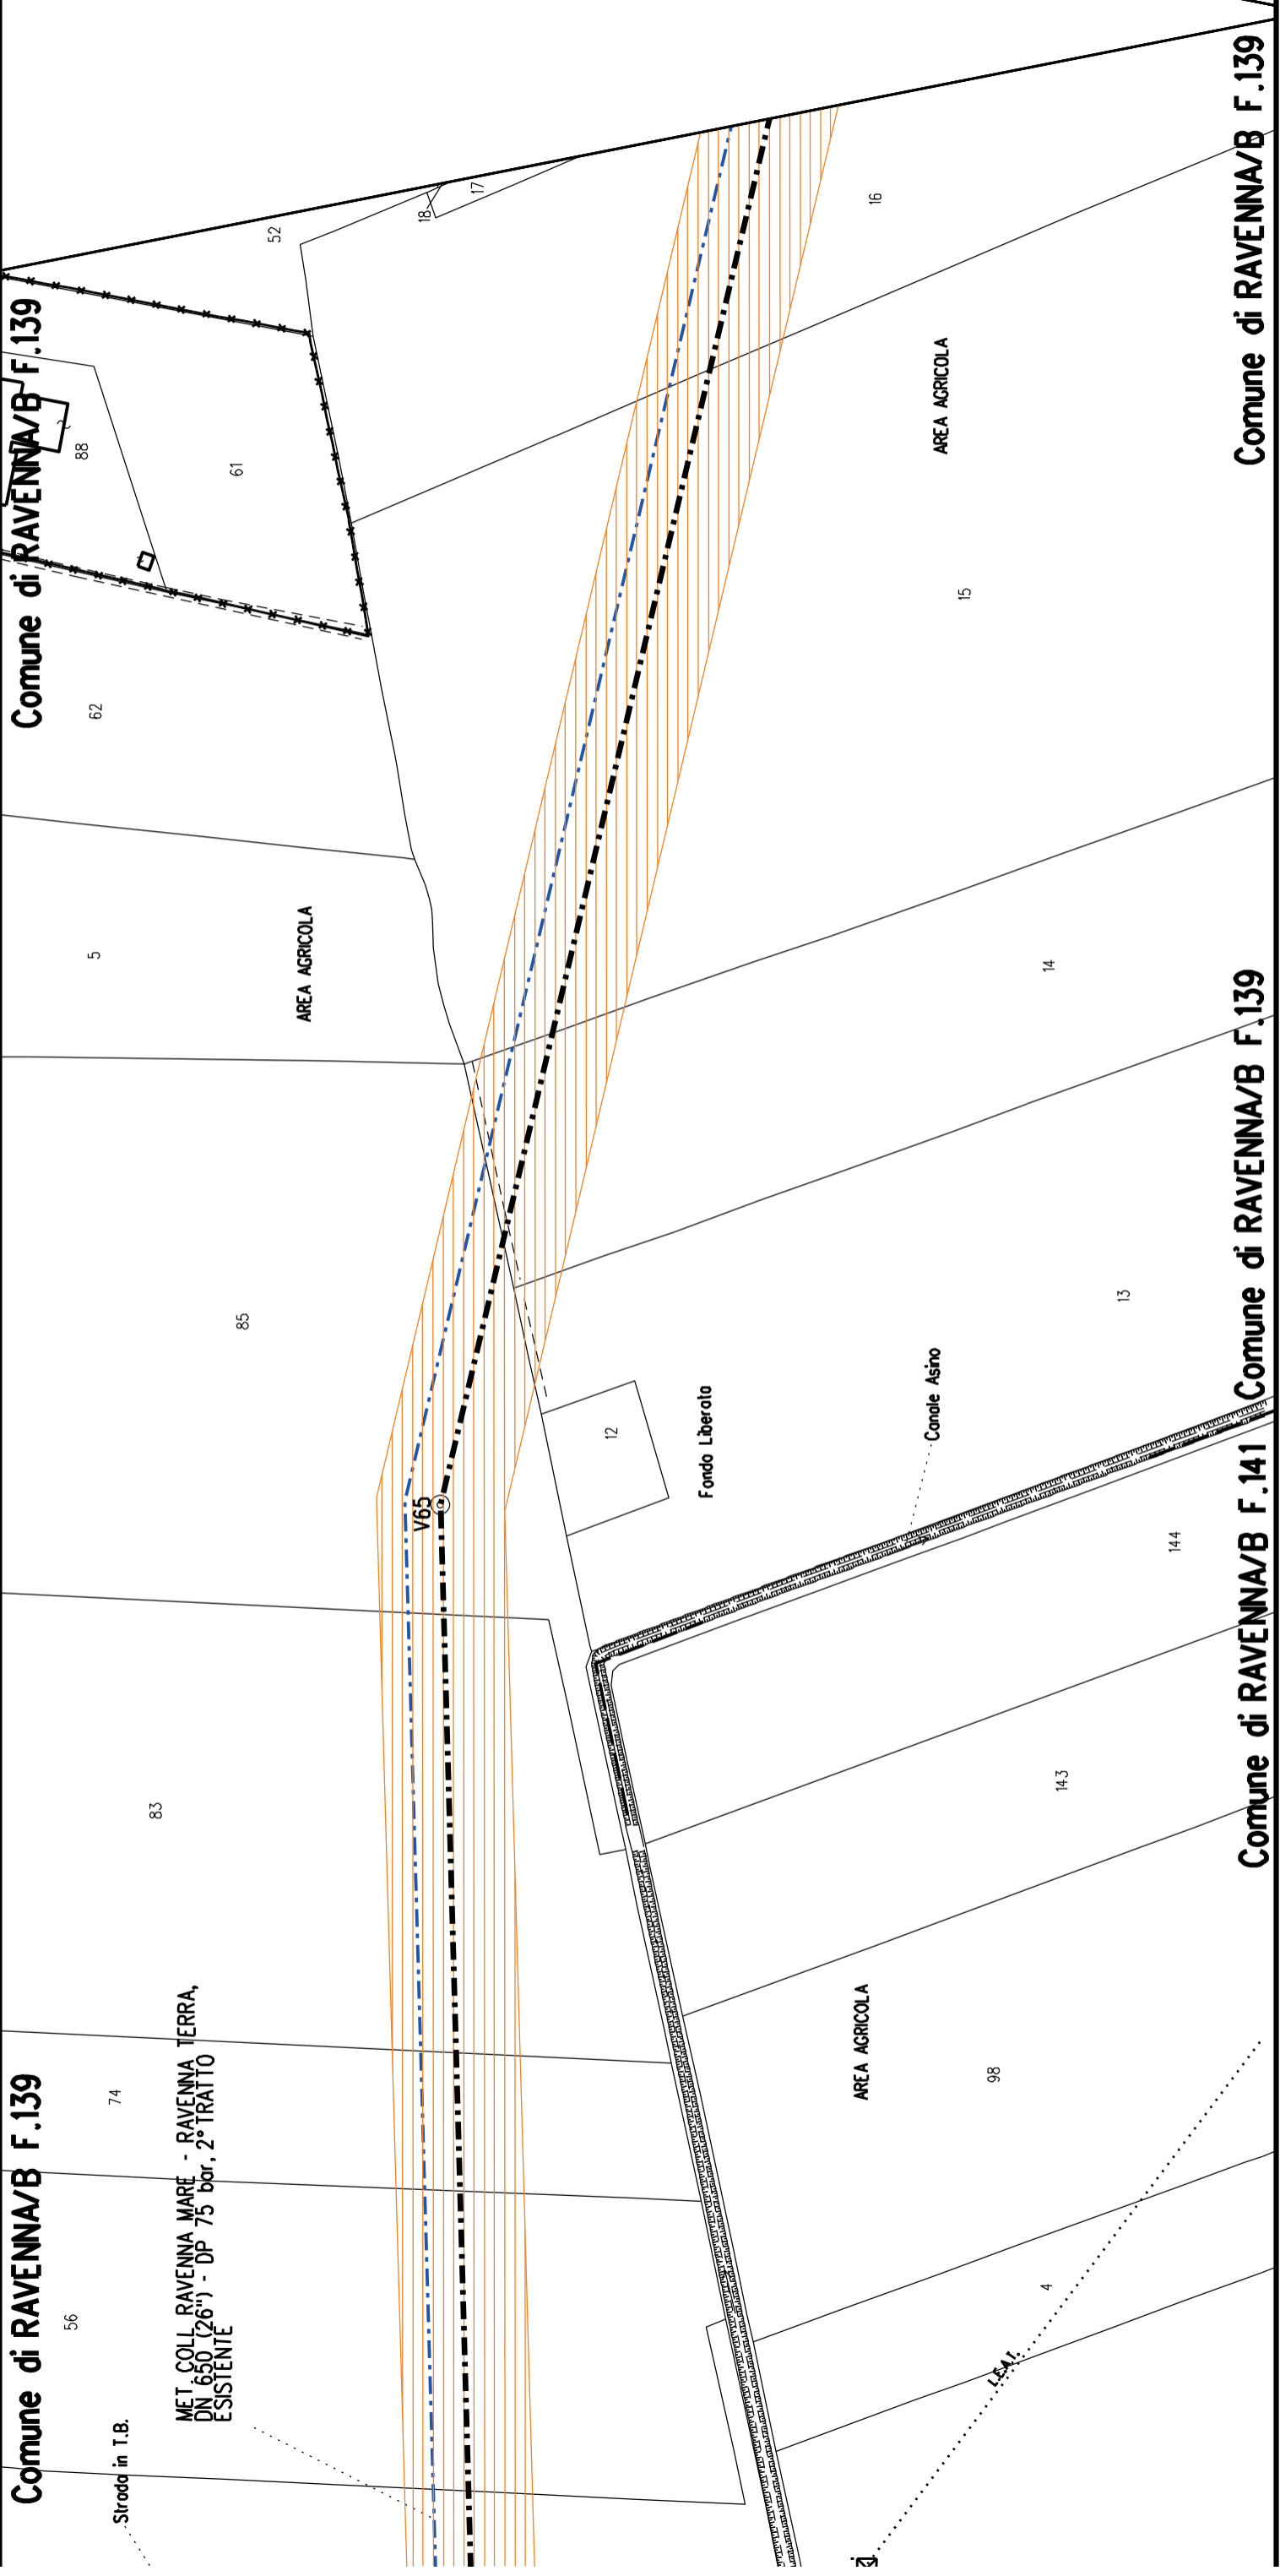 Comune di RAVENNA/B F.139
Comune di RAVENNA/B F.139
Strada in T.B.
56
74
MET. COLL. RAVENNA MARE - RAVENNA TERRA,
DN 650 (26") - DP 75 bar, 2° TRATTO
ESISTENTE
83
85
5
AREA AGRICOLA
62
61
88
52
18
17
16
V65
12
Fondo Liberata
Canale Asino
13
14
15
AREA AGRICOLA
AREA AGRICOLA
98
4
I.E.A.T.
143
144
Comune di RAVENNA/B F.141
Comune di RAVENNA/B F.139
Comune di RAVENNA/B F.139